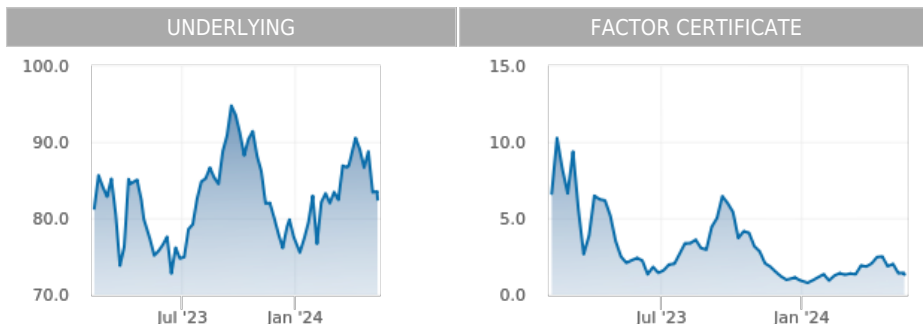 UNDERLYING
100.0
90.0
80.0
70.0
Jul '23 Jan '24
FACTOR CERTIFICATE
15.0
10.0
5.0
0.0
Jul '23 Jan '24